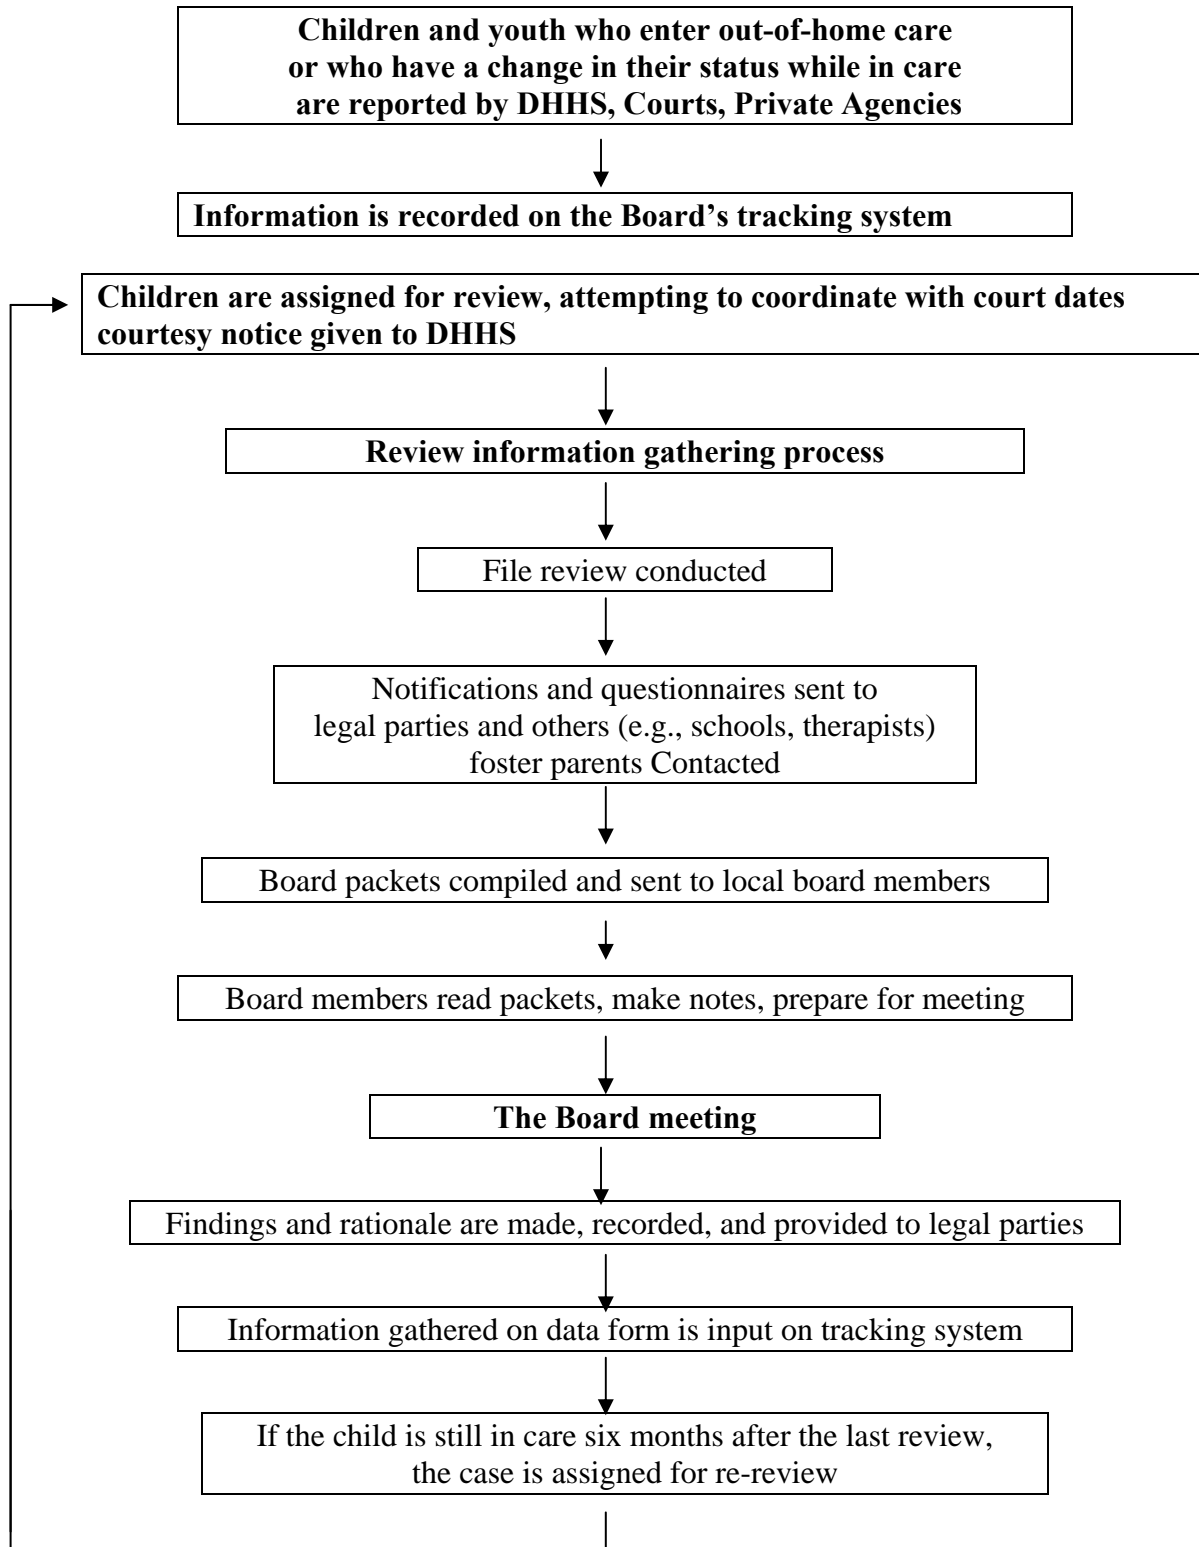 Children and youth who enter out-of-home care
or who have a change in their status while in care
are reported by DHHS, Courts, Private Agencies
Information is recorded on the Board’s tracking system
Children are assigned for review, attempting to coordinate with court dates
courtesy notice given to DHHS
Review information gathering process
File review conducted
Notifications and questionnaires sent to
legal parties and others (e.g., schools, therapists)
foster parents Contacted
Board packets compiled and sent to local board members
Board members read packets, make notes, prepare for meeting
The Board meeting
Findings and rationale are made, recorded, and provided to legal parties
Information gathered on data form is input on tracking system
If the child is still in care six months after the last review,
the case is assigned for re-review